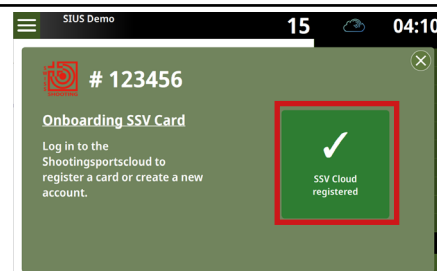 SIUS Demo
15
04:10
# 123456
SHOOTING
Onboarding SSV Card
Log in to the
Shootingsportscloud to
register a card or create a new
account.
SSV Cloud
registered